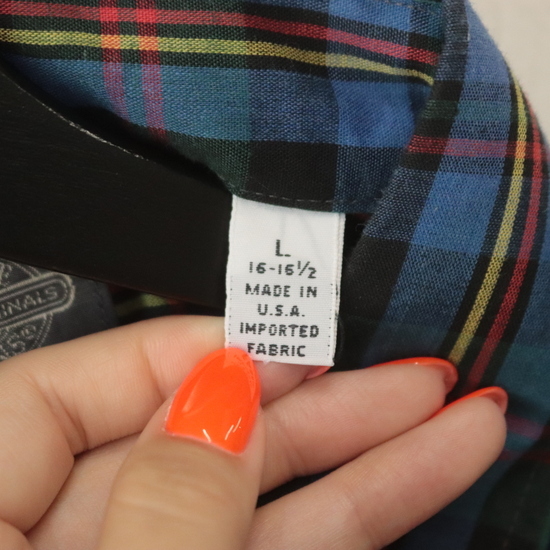 L
16-16½
MADE IN
U.S.A.
IMPORTED
FABRIC